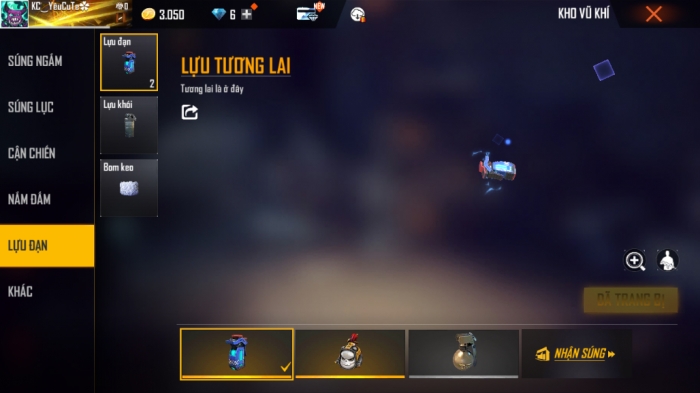 KC_YêuCuTe
0
3.050
6
NEW
KHO VŨ KHÍ
SÚNG NGẮM
SÚNG LỤC
CẬN CHIẾN
NẮM ĐẤM
LỰU ĐẠN
KHÁC
Lựu đạn
2
Lựu khói
Bom keo
LỰU TƯƠNG LAI
Tương lai là ở đây
ĐÃ TRANG BỊ
NHẬN SÚNG